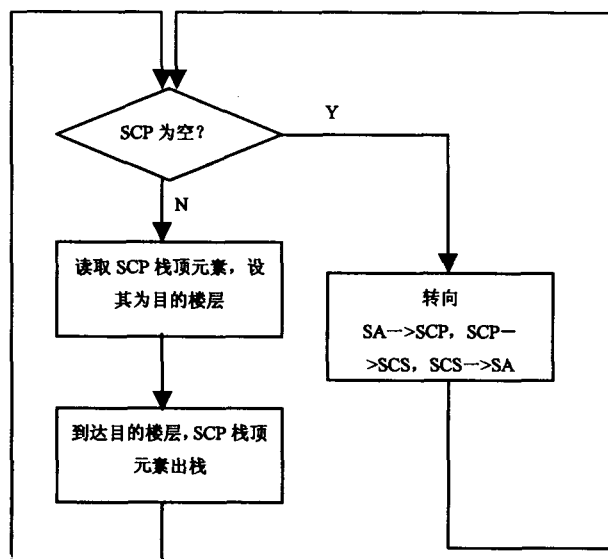 SCP 为空？
Y
N
读取 SCP 栈顶元素，设
其为目的楼层
转向
SA-->SCP，SCP-
->SCS，SCS-->SA
到达目的楼层，SCP 栈顶
元素出栈